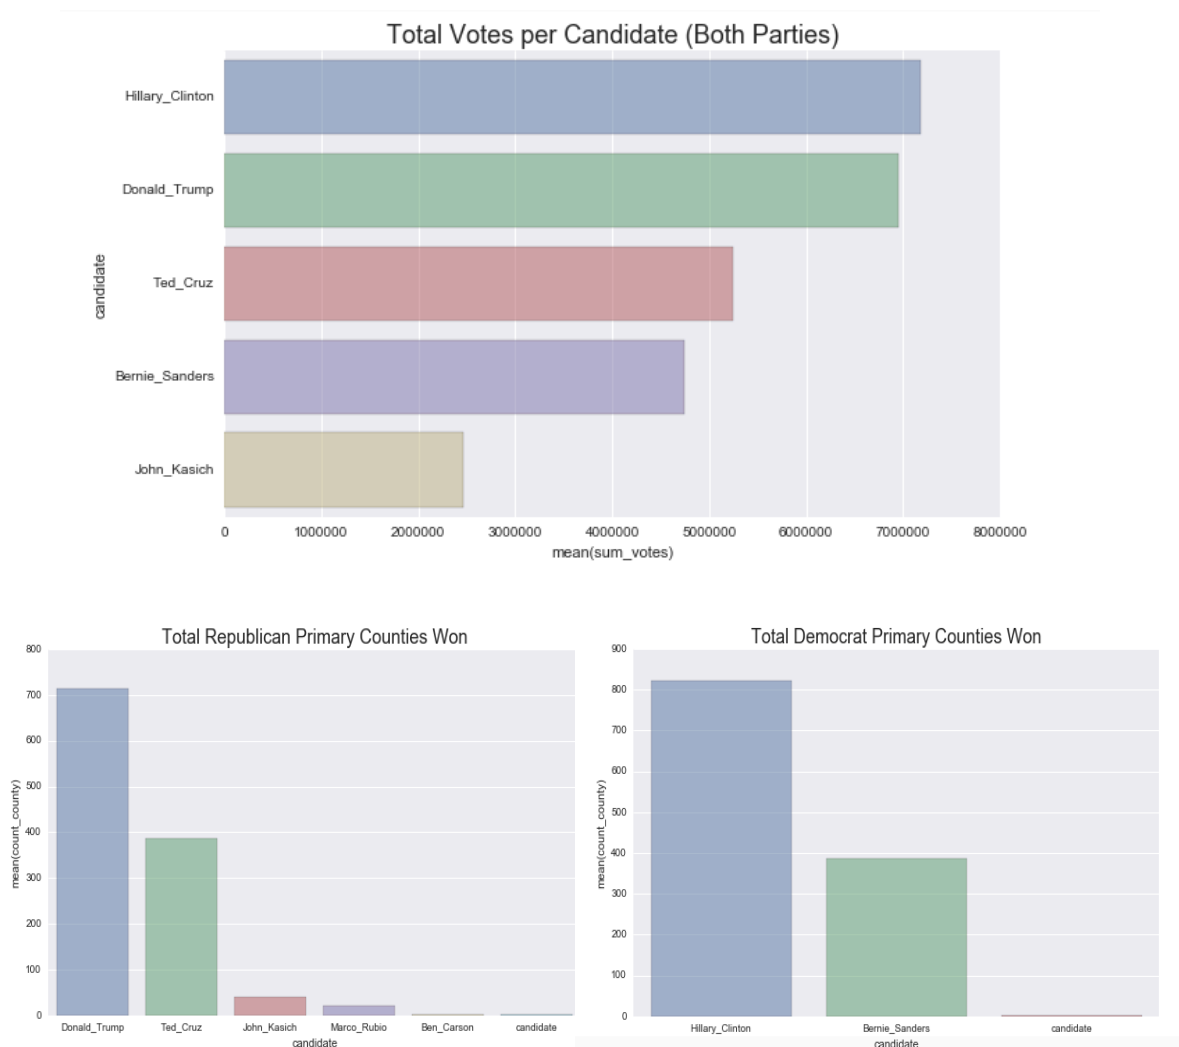 Total Votes per Candidate (Both Parties)
Hillary_Clinton
Donald_Trump
Ted_Cruz
Bernie_Sanders
John_Kasich
candidate
0 1000000 2000000 3000000 4000000 5000000 6000000 7000000 8000000
mean(sum_votes)
Total Republican Primary Counties Won
800
700
600
500
400
300
200
100
0
mean(count_county)
Donald_Trump Ted_Cruz John_Kasich Marco_Rubio Ben_Carson candidate
candidate
Total Democrat Primary Counties Won
900
800
700
600
500
400
300
200
100
0
mean(count_county)
Hillary_Clinton Bernie_Sanders candidate
candidate